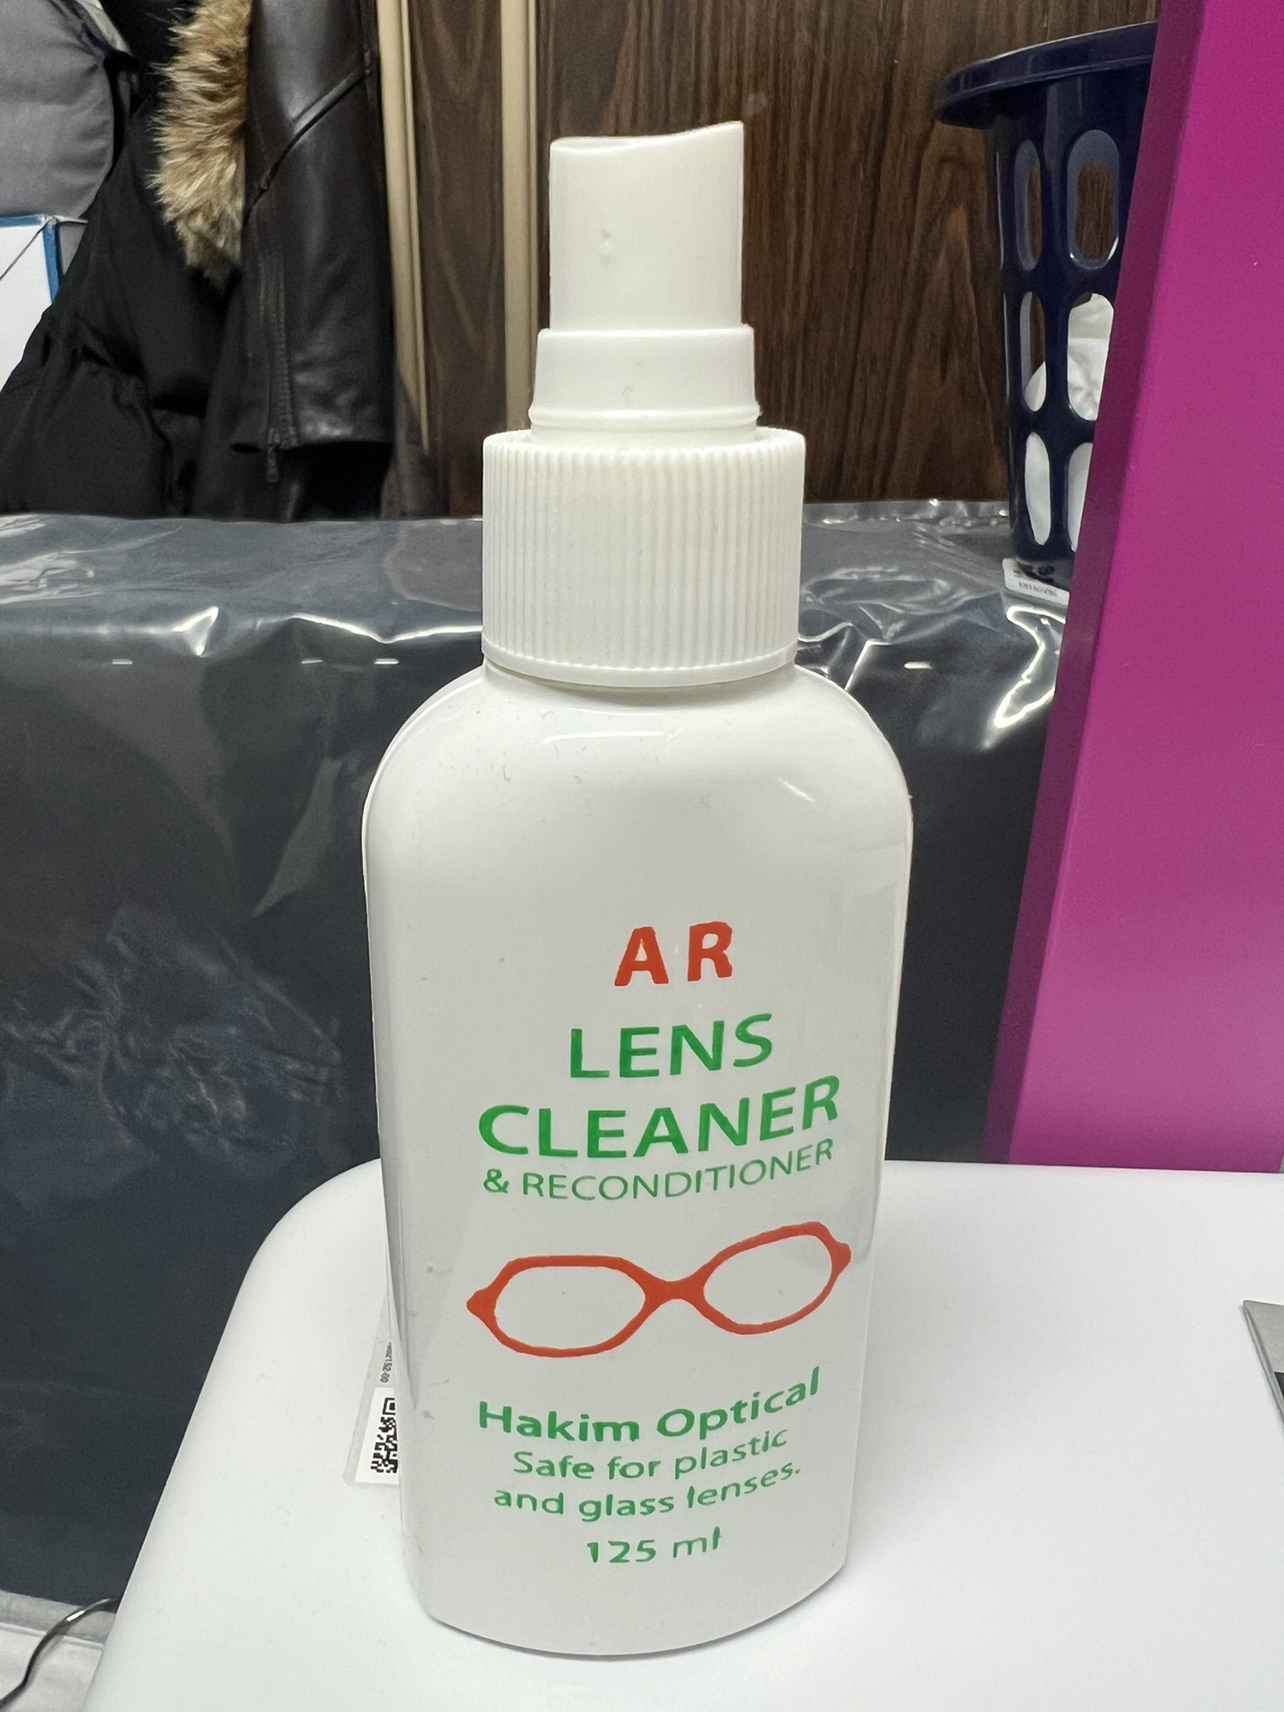 AR
LENS
CLEANER
& RECONDITIONER
Hakim Optical
Safe for plastic
and glass lenses.
125 ml